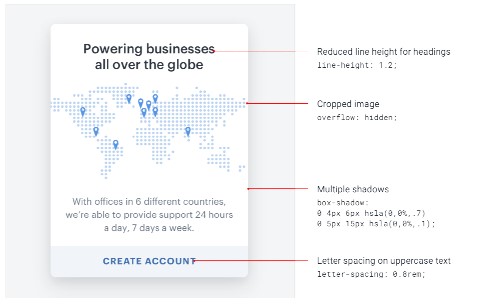 Powering businesses
all over the globe
With offices in 6 different countries,
we're able to provide support 24 hours
a day, 7 days a week.
CREATE ACCOUNT
Reduced line height for headings
line-height: 1.2;
Cropped image
overflow: hidden;
Multiple shadows
box-shadow:
0 4px 6px hsla(0,0%,.7)
0 5px 15px hsla(0,0%,.1);
Letter spacing on uppercase text
letter-spacing: 0.6rem;